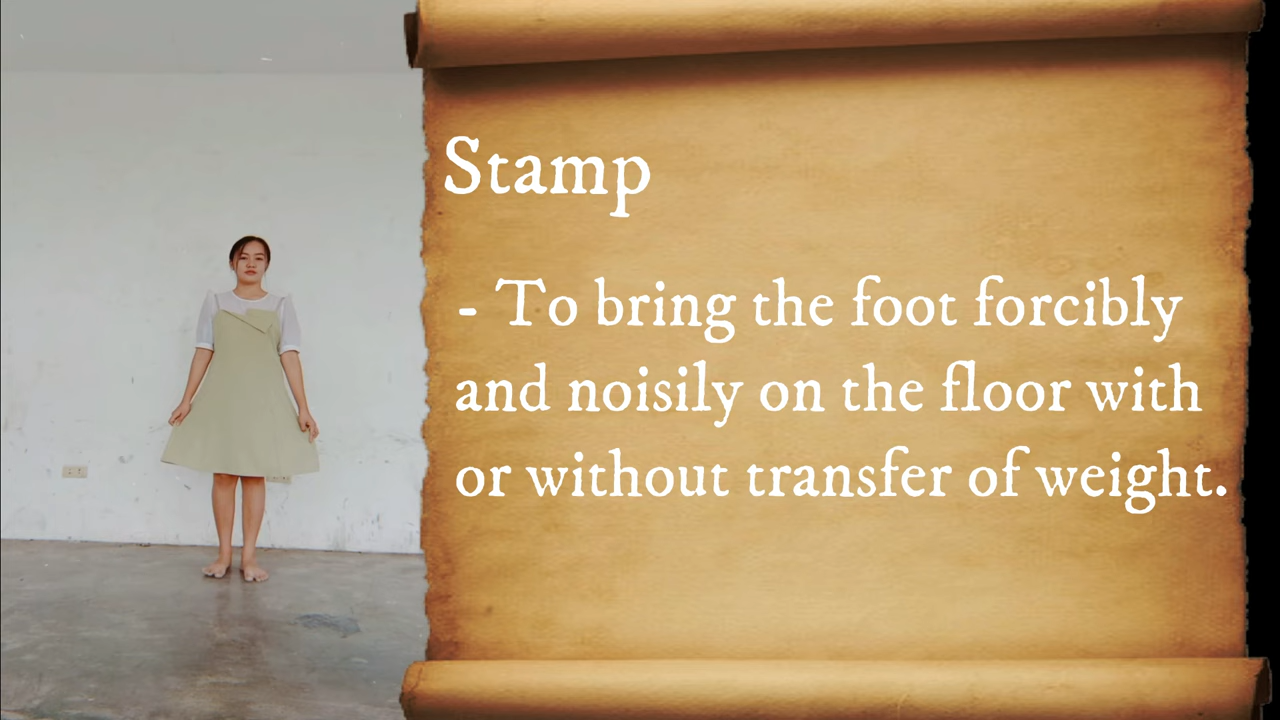 Stamp
- To bring the foot forcibly
and noisily on the floor with
or without transfer of weight.